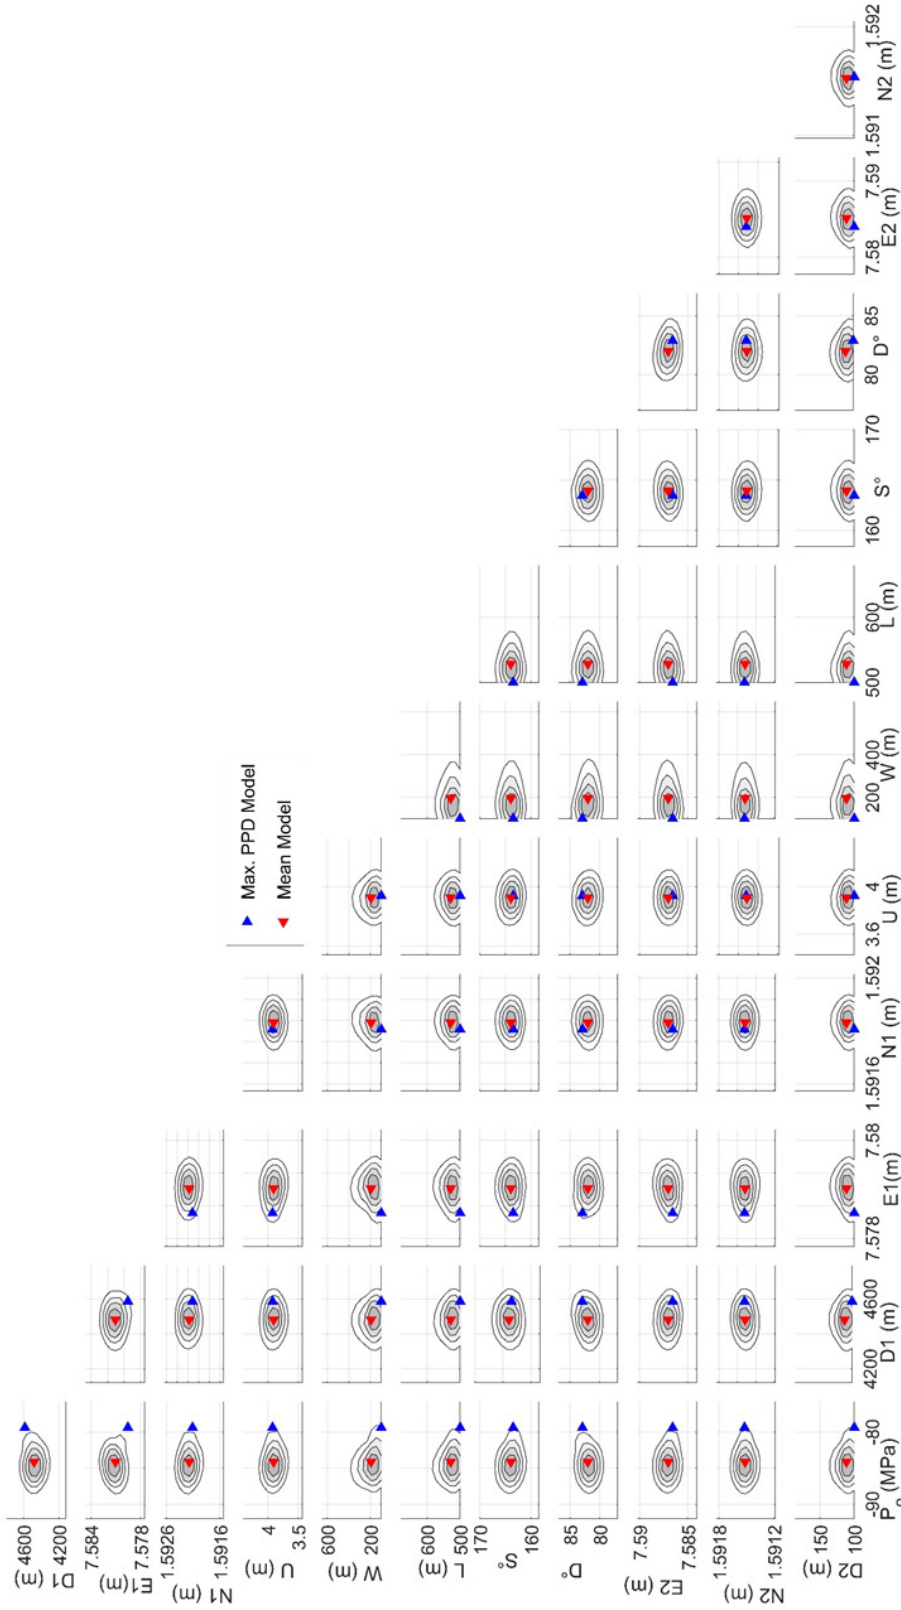 4600
4200
D1 (m)
7.584
7.578
E1(m)
1.5926
1.5916
N1 (m)
Max. PPD Model
Mean Model
4
3.5
U (m)
600
200
W (m)
600
500
L (m)
170
160
S°
85
80
D°
7.59
7.585
E2 (m)
1.5918
1.5912
N2 (m)
150
100
D2 (m)
-90 -80
P₀ (MPa)
4200 4600
D1 (m)
7.578 7.58
E1(m)
1.5916 1.592
N1 (m)
3.6 4
U (m)
200 400
W (m)
500 600
L (m)
160 170
S°
80 85
D°
7.58 7.59
E2 (m)
1.591 1.592
N2 (m)